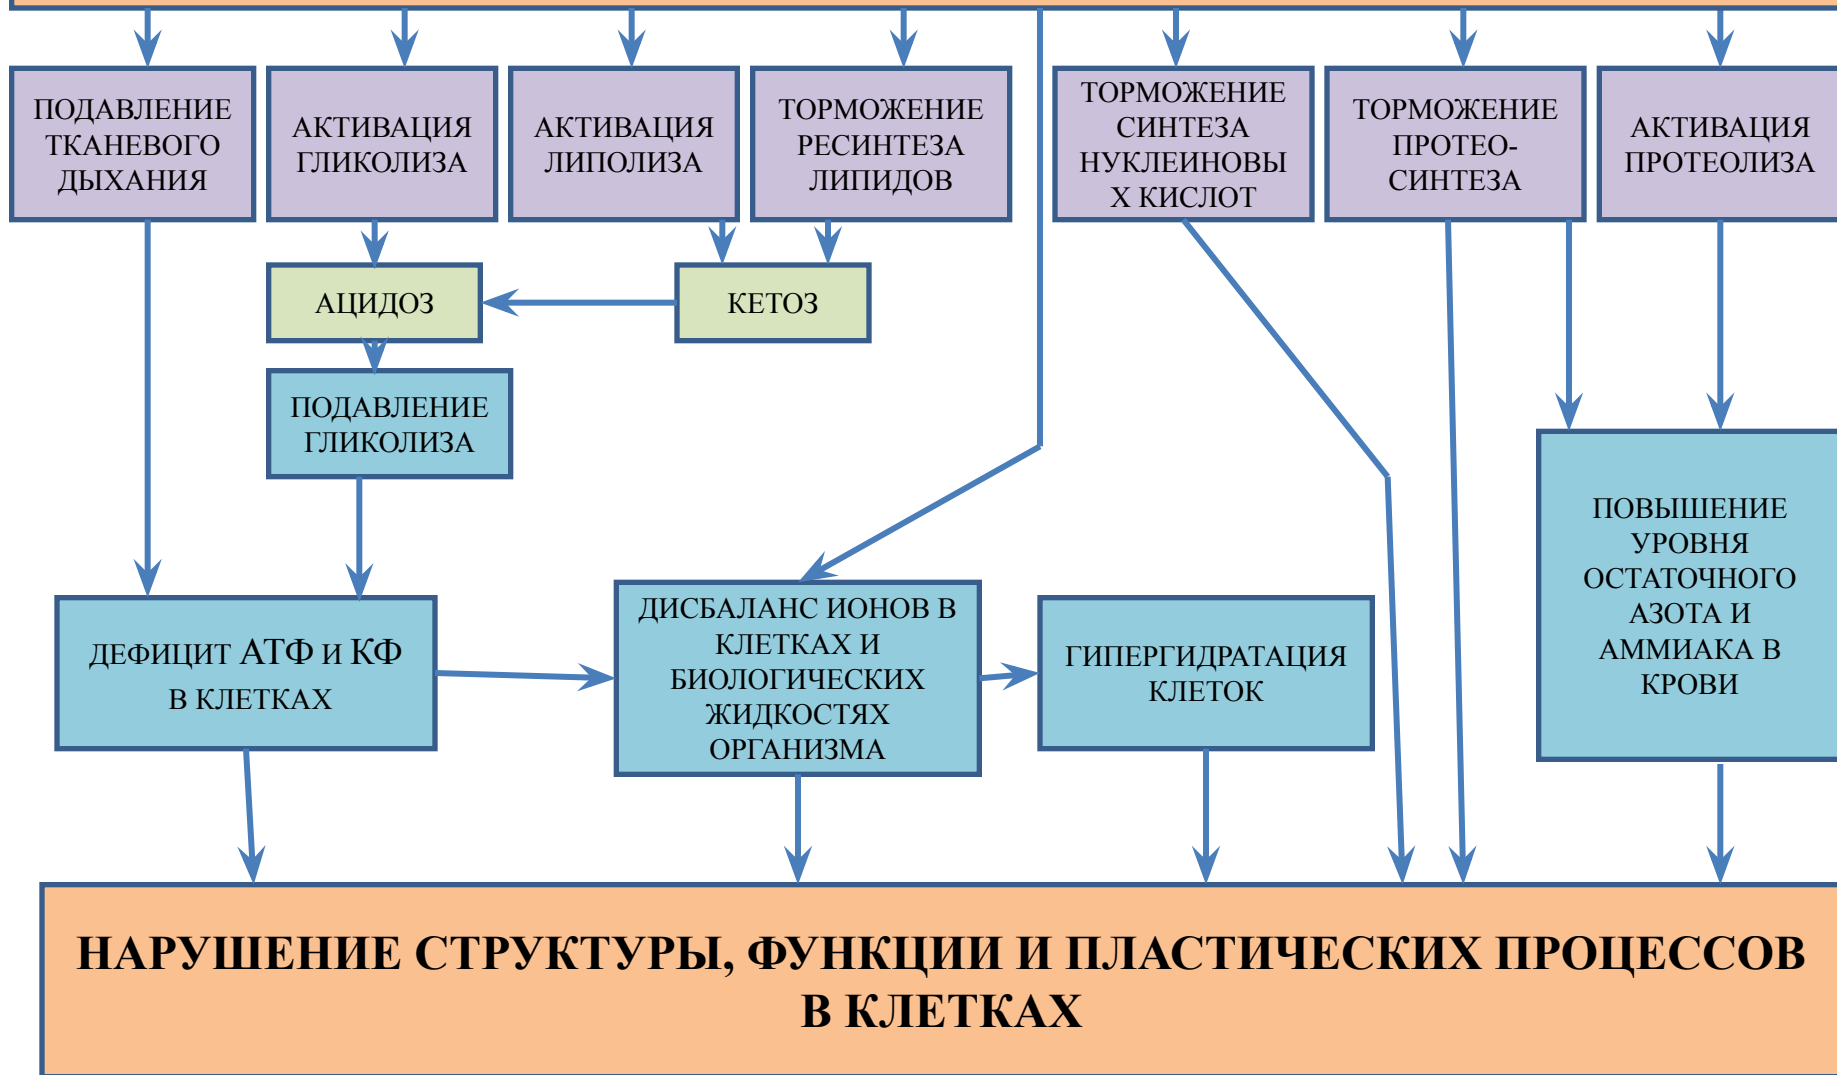 ПОДАВЛЕНИЕ
ТКАНЕВОГО
ДЫХАНИЯ
АКТИВАЦИЯ
ГЛИКОЛИЗА
АКТИВАЦИЯ
ЛИПОЛИЗА
ТОРМОЖЕНИЕ
РЕСИНТЕЗА
ЛИПИДОВ
ТОРМОЖЕНИЕ
СИНТЕЗА
НУКЛЕИНОВЫ
Х КИСЛОТ
ТОРМОЖЕНИЕ
ПРОТЕО-
СИНТЕЗА
АКТИВАЦИЯ
ПРОТЕОЛИЗА
АЦИДОЗ
КЕТОЗ
ПОДАВЛЕНИЕ
ГЛИКОЛИЗА
ДЕФИЦИТ АТФ И КФ
В КЛЕТКАХ
ДИСБАЛАНС ИОНОВ В
КЛЕТКАХ И
БИОЛОГИЧЕСКИХ
ЖИДКОСТЯХ
ОРГАНИЗМА
ГИПЕРГИДРАТАЦИЯ
КЛЕТОК
ПОВЫШЕНИЕ
УРОВНЯ
ОСТАТОЧНОГО
АЗОТА И
АММИАКА В
КРОВИ
НАРУШЕНИЕ СТРУКТУРЫ, ФУНКЦИИ И ПЛАСТИЧЕСКИХ ПРОЦЕССОВ
В КЛЕТКАХ